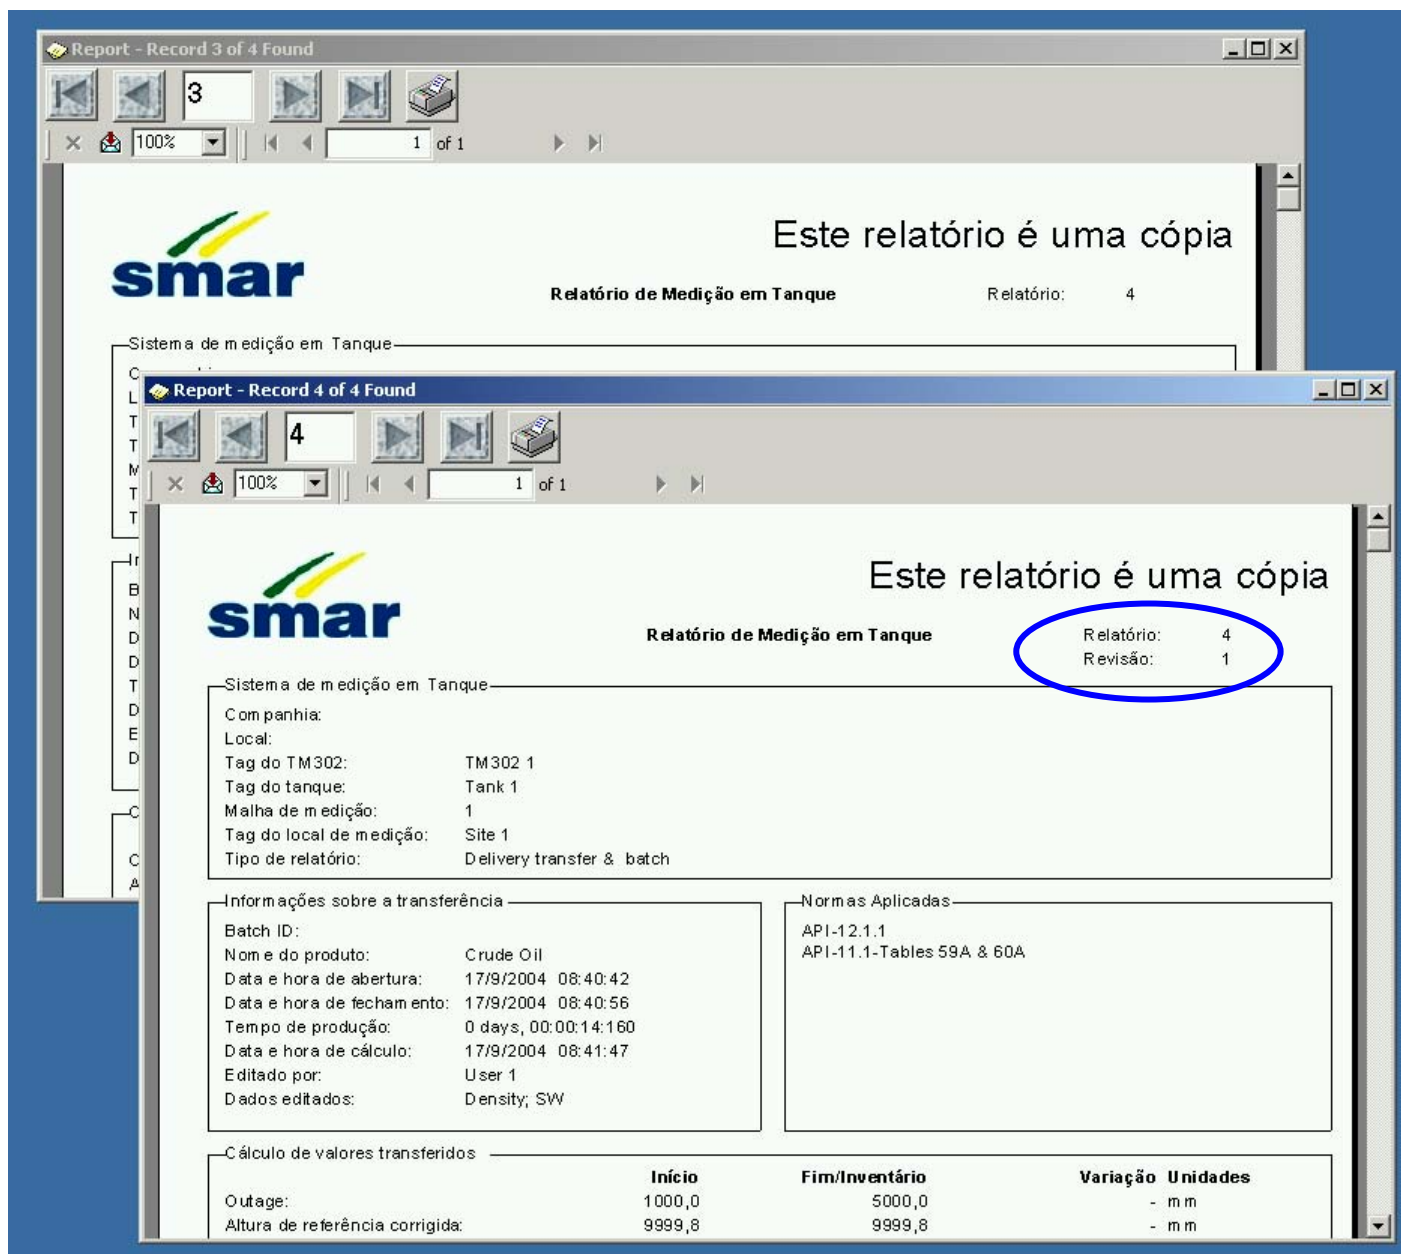 Report - Record 3 of 4 Found
3
100%
1 of 1
smar
Este relatório é uma cópia
Relatório de Medição em Tanque Relatório: 4
Sistema de medição em Tanque
Report - Record 4 of 4 Found
4
100%
1 of 1
smar
Este relatório é uma cópia
Relatório de Medição em Tanque Relatório: 4
Revisão: 1
Sistema de medição em Tanque
Companhia:
Local:
Tag do TM302: TM302 1
Tag do tanque: Tank 1
Malha de medição: 1
Tag do local de medição: Site 1
Tipo de relatório: Delivery transfer & batch
Informações sobre a transferência
Batch ID:
Nome do produto: Crude Oil
Data e hora de abertura: 17/9/2004 08:40:42
Data e hora de fechamento: 17/9/2004 08:40:56
Tempo de produção: 0 days, 00:00:14:160
Data e hora de cálculo: 17/9/2004 08:41:47
Editado por: User 1
Dados editados: Density; SW
Normas Aplicadas
API-12.1.1
API-11.1-Tables 59A & 60A
Cálculo de valores transferidos
Início Fim/Inventário Variação Unidades
Outage: 1000,0 5000,0 - mm
Altura de referência corrigida: 9999,8 9999,8 - mm